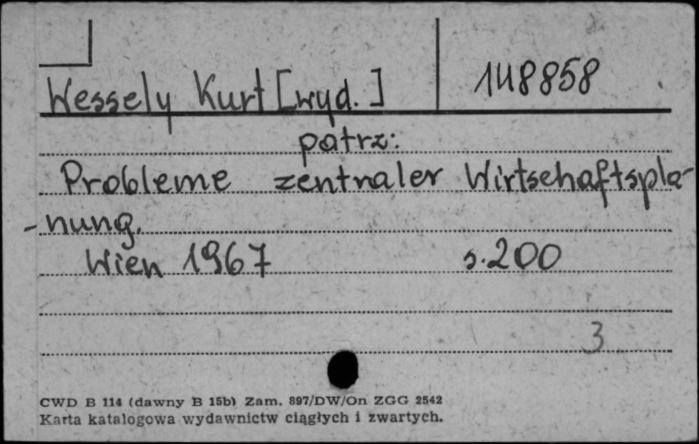 Wessely Kurt [wyd.] 148858
patrz:
Probleme zentraler Wirtschaftspla-
-nung.
Wien 1967 s.200
3
CWD B 114 (dawny B 15b) Zam. 897/DW/On ZGG 2542
Karta katalogowa wydawnictw ciągłych i zwartych.